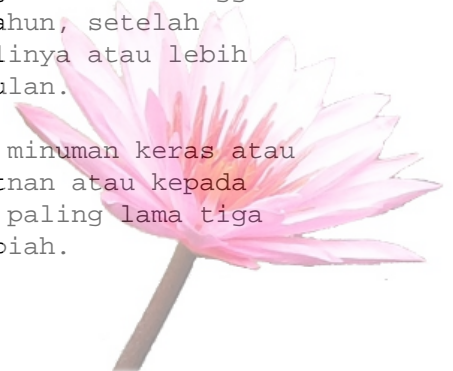 ahun, setelah
linya atau lebih
ulan.
minuman keras atau
tnan atau kepada
paling lama tiga
piah.